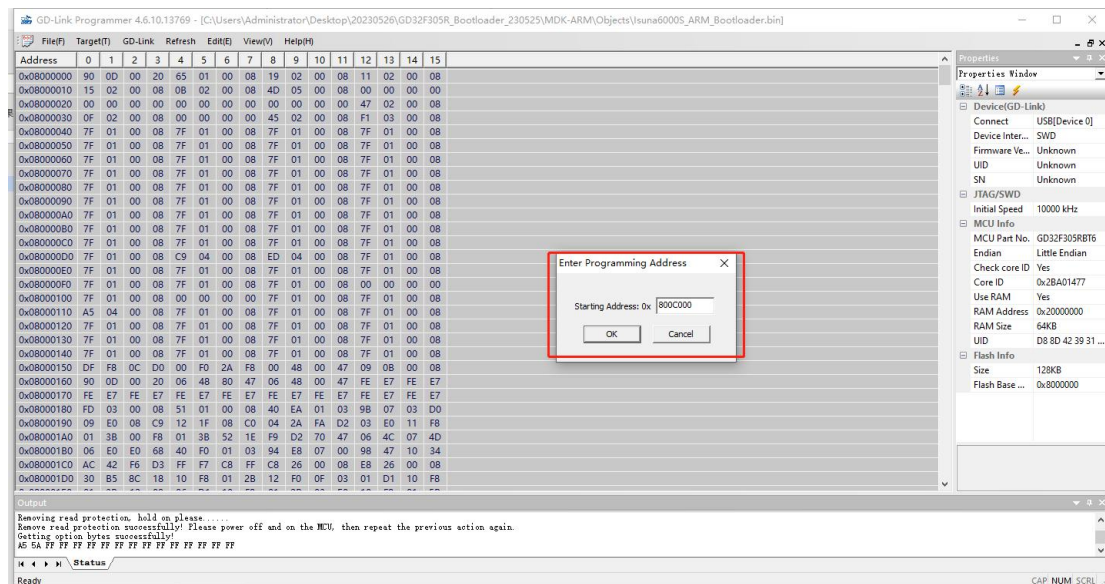 GD-Link Programmer 4.6.10.13769 - [C:\Users\Administrator\Desktop\20230526\GD32F305R_Bootloader_230525\MDK-ARM\Objects\Isuna6000S_ARM_Bootloader.bin]
File(F) Target(T) GD-Link Refresh Edit(E) View(V) Help(H)
Address 0 1 2 3 4 5 6 7 8 9 10 11 12 13 14 15
0x08000000 90 0D 00 20 65 01 00 08 19 02 00 08 11 02 00 08
0x08000010 15 02 00 08 0B 02 00 08 4D 05 00 08 00 00 00 00
0x08000020 00 00 00 00 00 00 00 00 00 00 00 00 47 02 00 08
0x08000030 0F 02 00 08 00 00 00 00 45 02 00 08 F1 03 00 08
0x08000040 7F 01 00 08 7F 01 00 08 7F 01 00 08 7F 01 00 08
0x08000050 7F 01 00 08 7F 01 00 08 7F 01 00 08 7F 01 00 08
0x08000060 7F 01 00 08 7F 01 00 08 7F 01 00 08 7F 01 00 08
0x08000070 7F 01 00 08 7F 01 00 08 7F 01 00 08 7F 01 00 08
0x08000080 7F 01 00 08 7F 01 00 08 7F 01 00 08 7F 01 00 08
0x08000090 7F 01 00 08 7F 01 00 08 7F 01 00 08 7F 01 00 08
0x080000A0 7F 01 00 08 7F 01 00 08 7F 01 00 08 7F 01 00 08
0x080000B0 7F 01 00 08 7F 01 00 08 7F 01 00 08 7F 01 00 08
0x080000C0 7F 01 00 08 7F 01 00 08 7F 01 00 08 7F 01 00 08
0x080000D0 7F 01 00 08 C9 04 00 08 ED 04 00 08 7F 01 00 08
0x080000E0 7F 01 00 08 7F 01 00 08 7F 01 00 08 7F 01 00 08
0x080000F0 7F 01 00 08 7F 01 00 08 7F 01 00 08 00 00 00 00
0x08000100 7F 01 00 08 00 00 00 00 7F 01 00 08 7F 01 00 08
0x08000110 A5 04 00 08 7F 01 00 08 7F 01 00 08 7F 01 00 08
0x08000120 7F 01 00 08 7F 01 00 08 7F 01 00 08 7F 01 00 08
0x08000130 7F 01 00 08 7F 01 00 08 7F 01 00 08 7F 01 00 08
0x08000140 7F 01 00 08 7F 01 00 08 7F 01 00 08 7F 01 00 08
0x08000150 DF F8 0C D0 00 F0 2A F8 00 48 00 47 09 0B 00 08
0x08000160 90 0D 00 20 06 48 80 47 06 48 00 47 FE E7 FE E7
0x08000170 FE E7 FE E7 FE E7 FE E7 FE E7 FE E7 FE E7 FE E7
0x08000180 FD 03 00 08 51 01 00 08 40 EA 01 03 9B 07 03 D0
0x08000190 09 E0 08 C9 12 1F 08 C0 04 2A FA D2 03 E0 11 F8
0x080001A0 01 3B 00 F8 01 3B 52 1E F9 D2 70 47 06 4C 07 4D
0x080001B0 06 E0 E0 68 40 F0 01 03 94 E8 07 00 98 47 10 34
0x080001C0 AC 42 F6 D3 FF F7 C8 FF C8 26 00 08 E8 26 00 08
0x080001D0 30 B5 8C 18 10 F8 01 2B 12 F0 0F 03 01 D1 10 F8
Enter Programming Address
Starting Address: 0x 800C000
OK Cancel
Properties
Properties Window
Device(GD-Link)
Connect USB[Device 0]
Device Inter... SWD
Firmware Ve... Unknown
UID Unknown
SN Unknown
JTAG/SWD
Initial Speed 10000 kHz
MCU Info
MCU Part No. GD32F305RBT6
Endian Little Endian
Check core ID Yes
Core ID 0x2BA01477
Use RAM Yes
RAM Address 0x20000000
RAM Size 64KB
UID D8 8D 42 39 31 ...
Flash Info
Size 128KB
Flash Base ... 0x8000000
Output
Removing read protection, hold on please......
Remove read protection successfully! Please power off and on the MCU, then repeat the previous action again.
Getting option bytes successfully!
A5 5A FF FF FF FF FF FF FF FF FF FF FF FF FF FF
Status
Ready CAP NUM SCRL